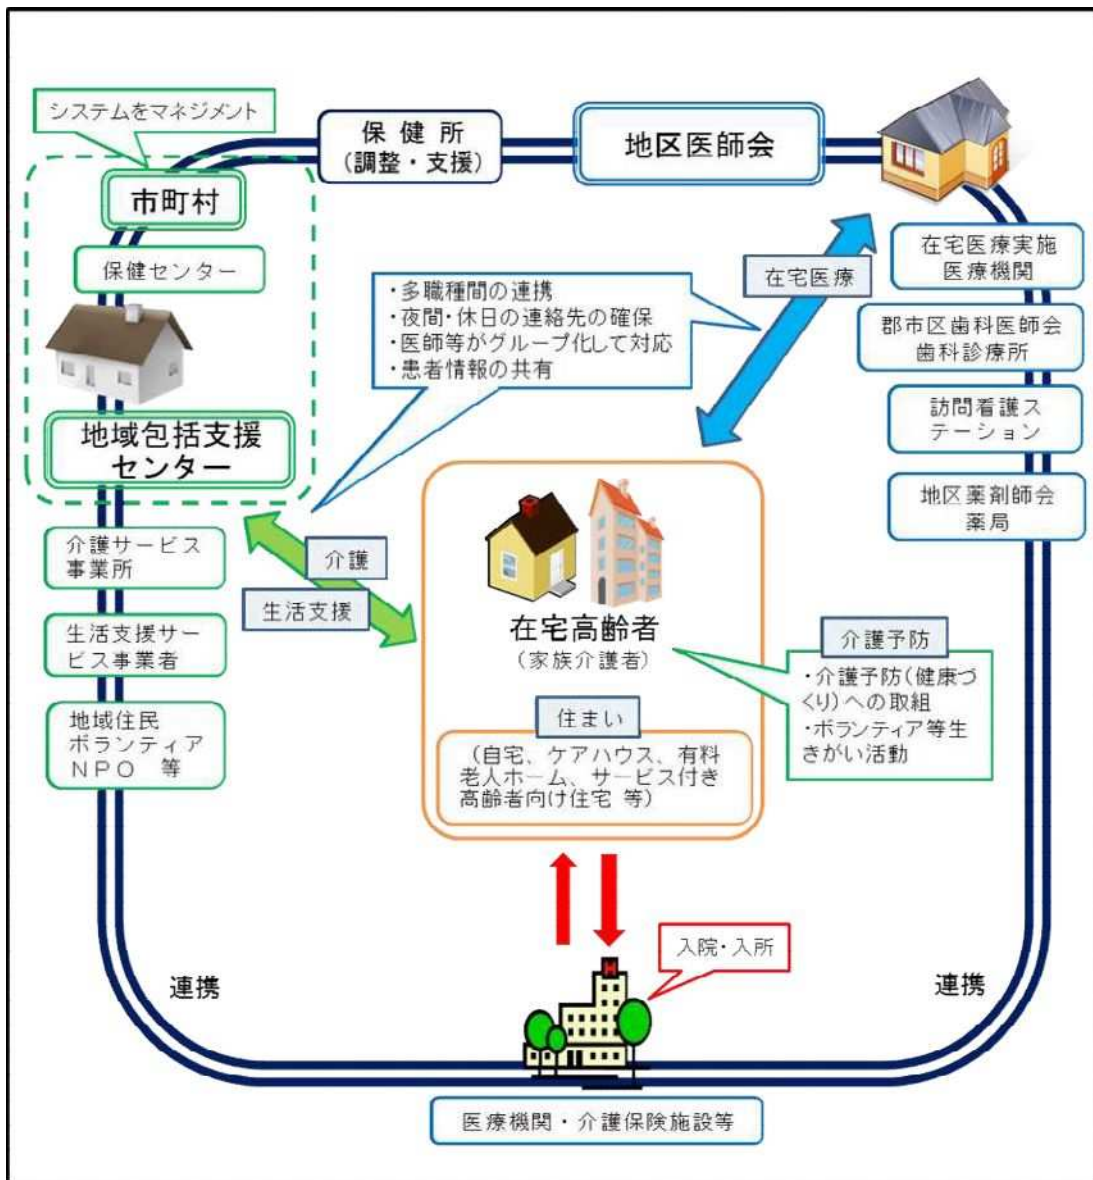 システムをマネジメント
保健所
(調整・支援)
地区医師会
市町村
保健センター
地域包括支援
センター
介護サービス
事業所
生活支援サー
ビス事業者
地域住民
ボランティア
NPO 等
・多職種間の連携
・夜間・休日の連絡先の確保
・医師等がグループ化して対応
・患者情報の共有
在宅医療
在宅医療実施
医療機関
郡市区歯科医師会
歯科診療所
訪問看護ス
テーション
地区薬剤師会
薬局
介護
生活支援
在宅高齢者
(家族介護者)
住まい
(自宅、ケアハウス、有料
老人ホーム、サービス付き
高齢者向け住宅 等)
介護予防
・介護予防(健康づ
くり)への取組
・ボランティア等生
きがい活動
入院・入所
H
連携
連携
医療機関・介護保険施設等